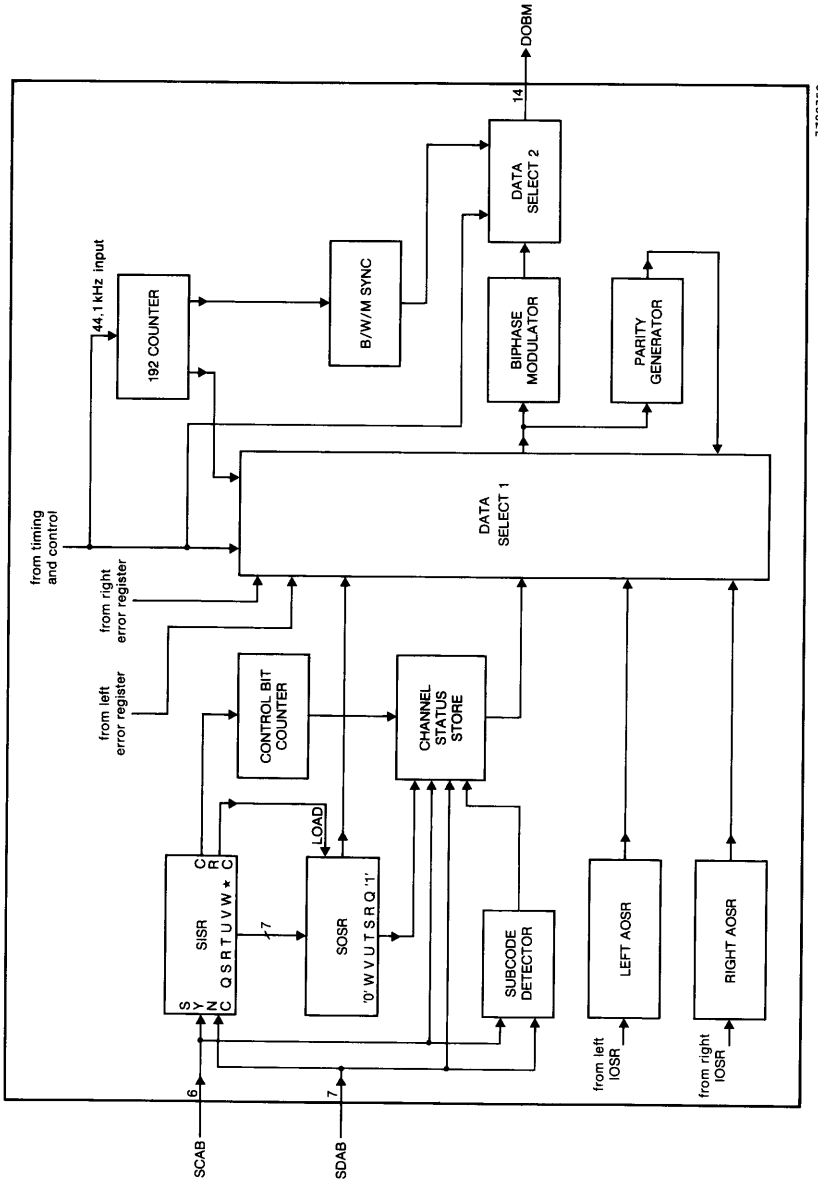 SCAB
6
SDAB
7
S
Y
N
C
SISR
C
R
C
Q S R T U V W ★
7
LOAD
SOSR
'0' W V U T S R Q '1'
CONTROL BIT
COUNTER
CHANNEL
STATUS
STORE
SUBCODE
DETECTOR
from left
IOSR
LEFT AOSR
from right
IOSR
RIGHT AOSR
from left
error register
from right
error register
from timing
and control
DATA
SELECT 1
44,1 kHz input
192 COUNTER
B/W/M SYNC
BIPHASE
MODULATOR
PARITY
GENERATOR
DATA
SELECT 2
14
DOBM